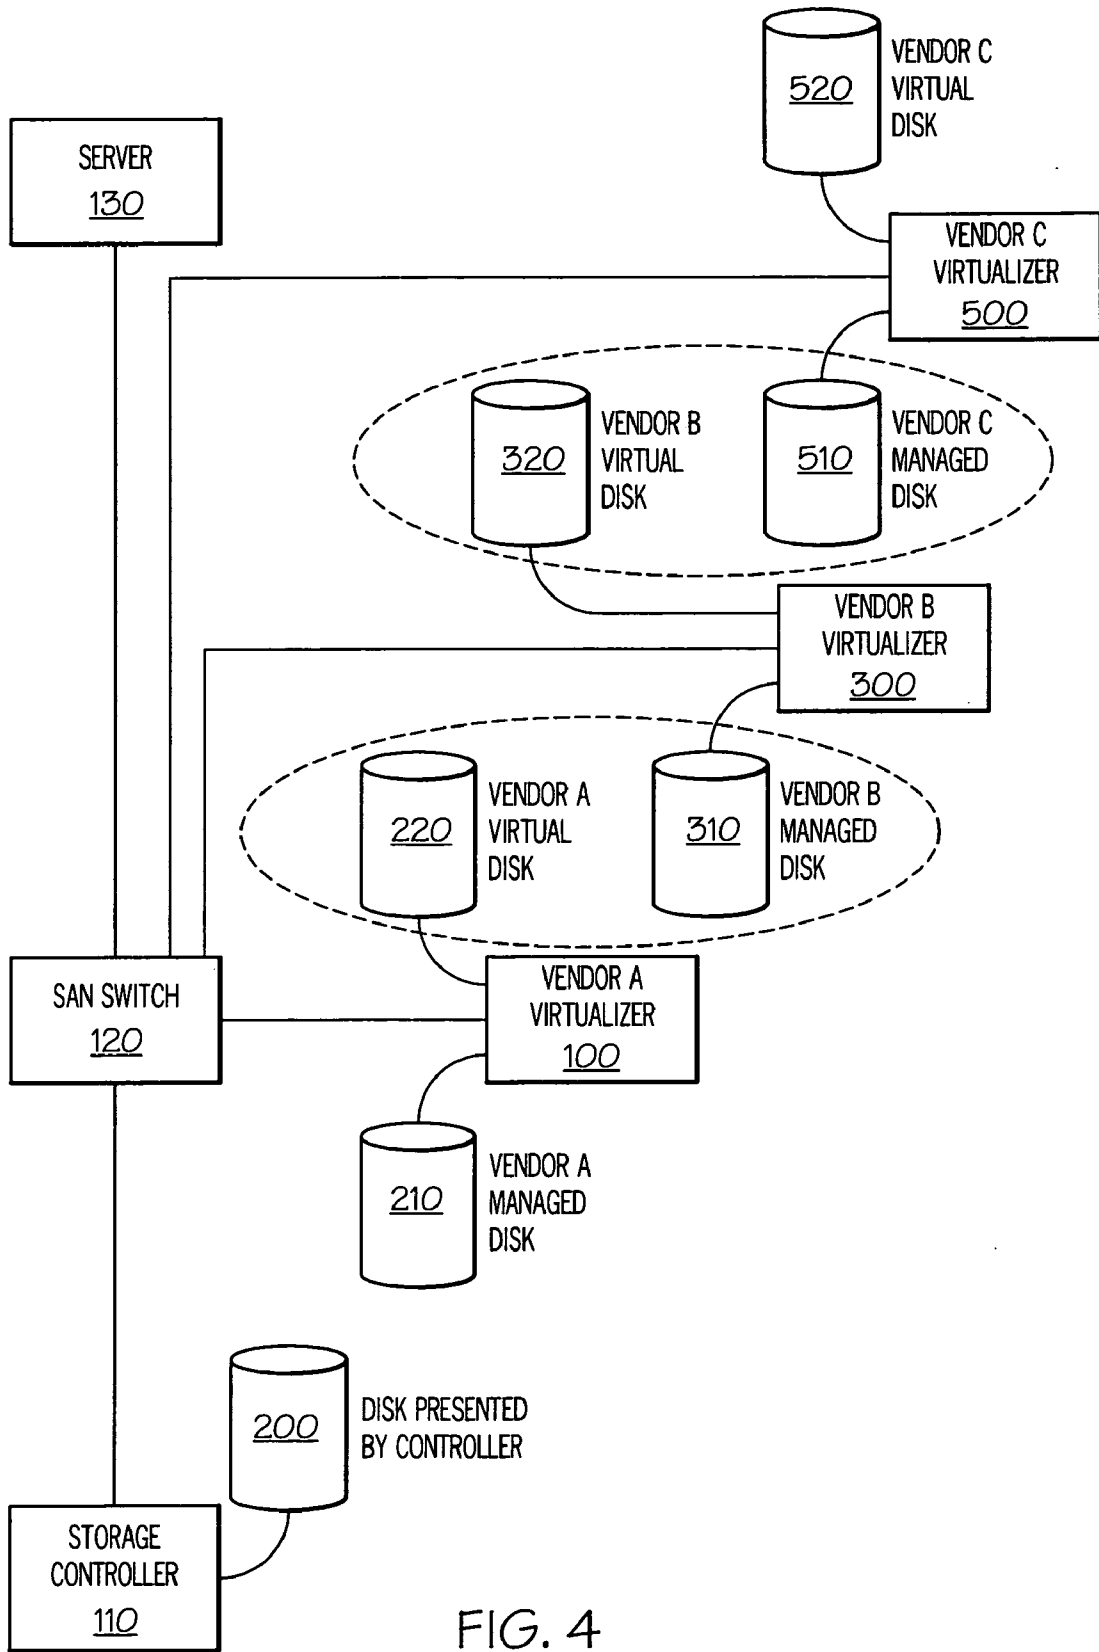 520
VENDOR C
VIRTUAL
DISK
SERVER
130
VENDOR C
VIRTUALIZER
500
320
VENDOR B
VIRTUAL
DISK
510
VENDOR C
MANAGED
DISK
VENDOR B
VIRTUALIZER
300
220
VENDOR A
VIRTUAL
DISK
310
VENDOR B
MANAGED
DISK
SAN SWITCH
120
VENDOR A
VIRTUALIZER
100
210
VENDOR A
MANAGED
DISK
200
DISK PRESENTED
BY CONTROLLER
STORAGE
CONTROLLER
110
FIG. 4